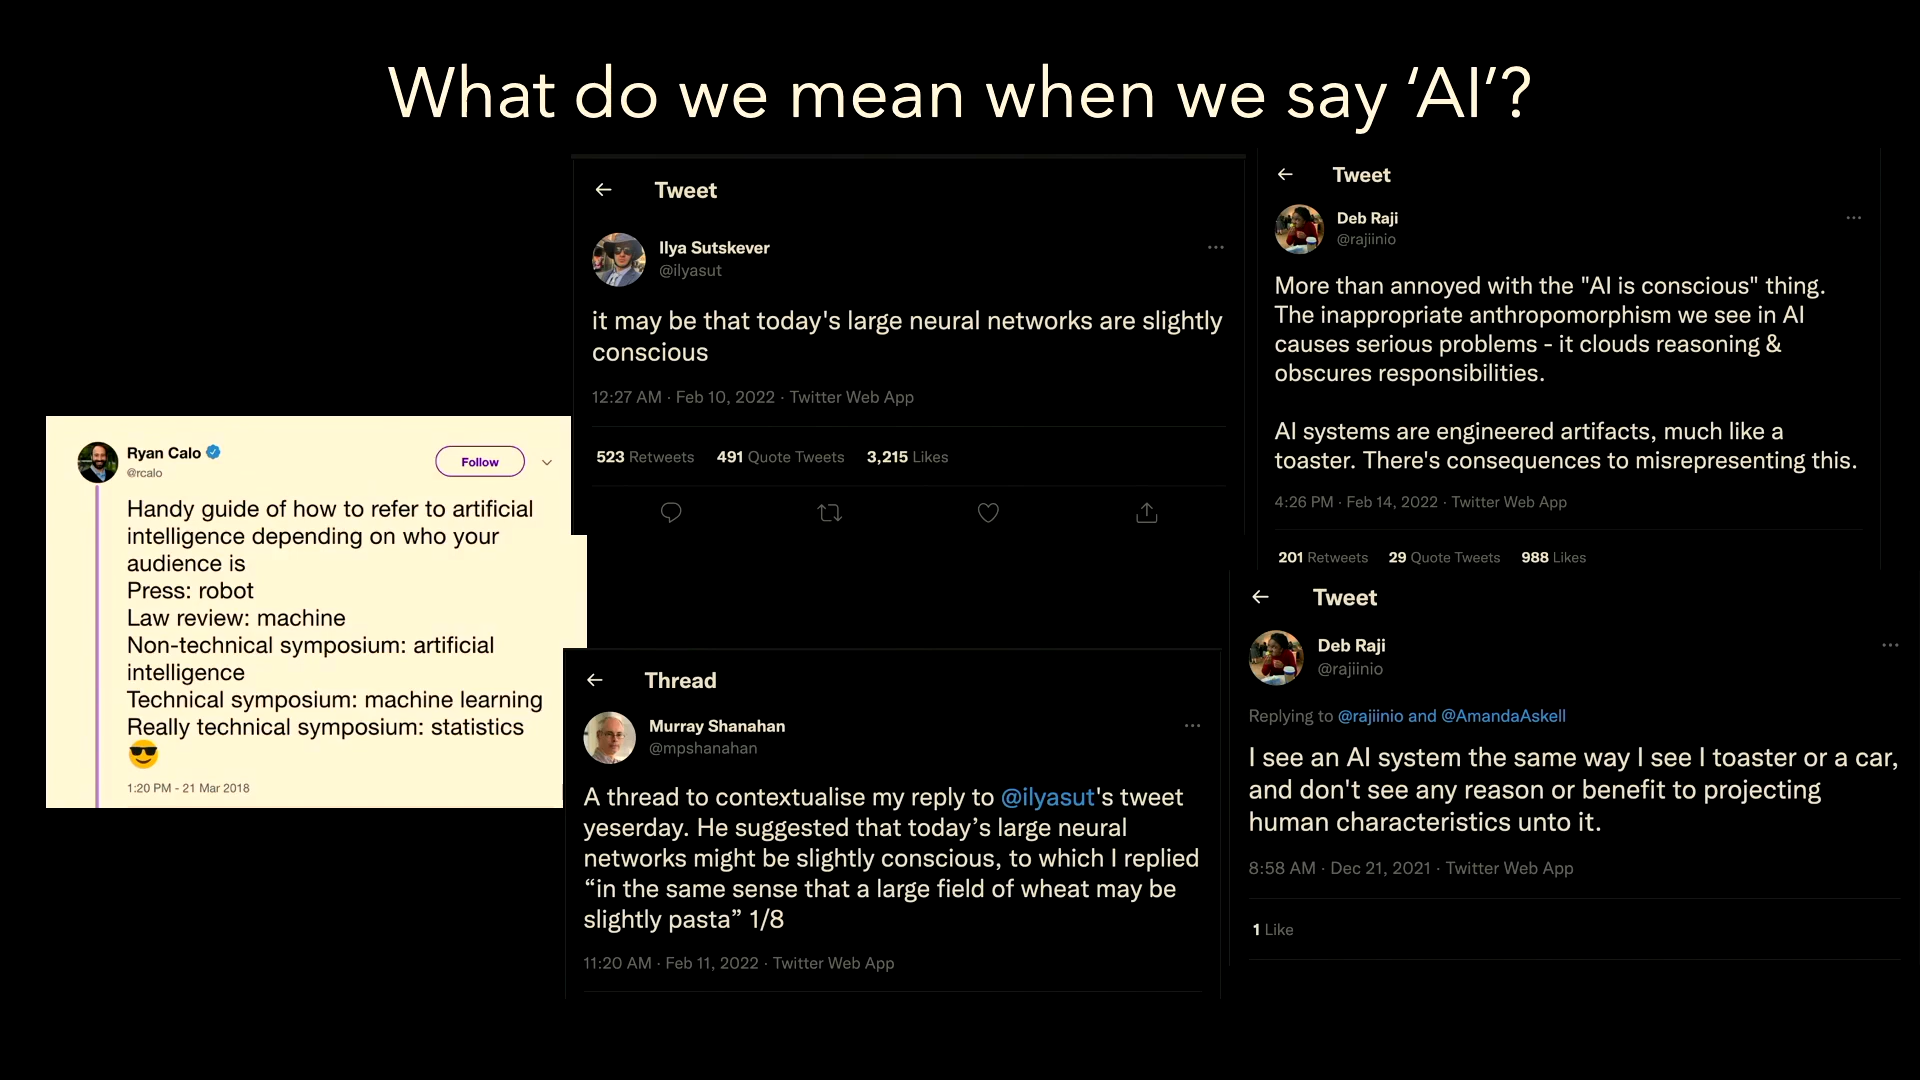 What do we mean when we say ‘AI’?
Ryan Calo
@rcalo
Follow
Handy guide of how to refer to artificial
intelligence depending on who your
audience is
Press: robot
Law review: machine
Non-technical symposium: artificial
intelligence
Technical symposium: machine learning
Really technical symposium: statistics
😎
1:20 PM - 21 Mar 2018
Tweet
Ilya Sutskever
@ilyasut
it may be that today's large neural networks are slightly
conscious
12:27 AM · Feb 10, 2022 · Twitter Web App
523 Retweets 491 Quote Tweets 3,215 Likes
Thread
Murray Shanahan
@mpshanahan
A thread to contextualise my reply to @ilyasut's tweet
yeserday. He suggested that today’s large neural
networks might be slightly conscious, to which I replied
“in the same sense that a large field of wheat may be
slightly pasta” 1/8
11:20 AM · Feb 11, 2022 · Twitter Web App
Tweet
Deb Raji
@rajiinio
More than annoyed with the "AI is conscious" thing.
The inappropriate anthropomorphism we see in AI
causes serious problems - it clouds reasoning &
obscures responsibilities.
AI systems are engineered artifacts, much like a
toaster. There's consequences to misrepresenting this.
4:26 PM · Feb 14, 2022 · Twitter Web App
201 Retweets 29 Quote Tweets 988 Likes
Tweet
Deb Raji
@rajiinio
Replying to @rajiinio and @AmandaAskell
I see an AI system the same way I see I toaster or a car,
and don't see any reason or benefit to projecting
human characteristics unto it.
8:58 AM · Dec 21, 2021 · Twitter Web App
1 Like